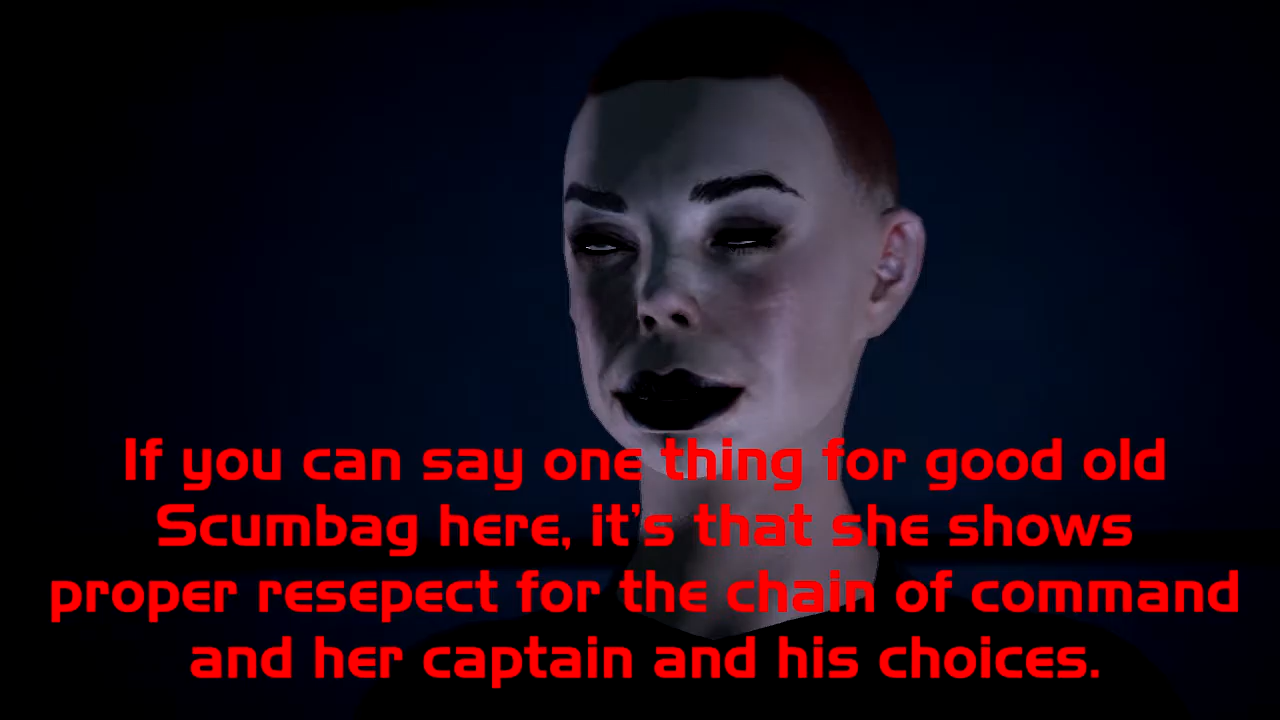 If you can say one thing for good old
Scumbag here, it's that she shows
proper resepect for the chain of command
and her captain and his choices.